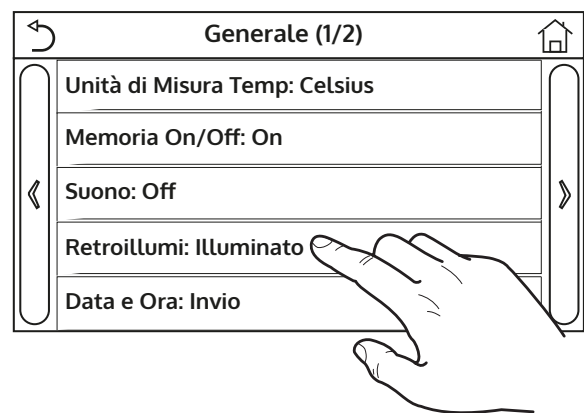 Generale (1/2)
Unità di Misura Temp: Celsius
Memoria On/Off: On
Suono: Off
Retroillumi: Illuminato
Data e Ora: Invio